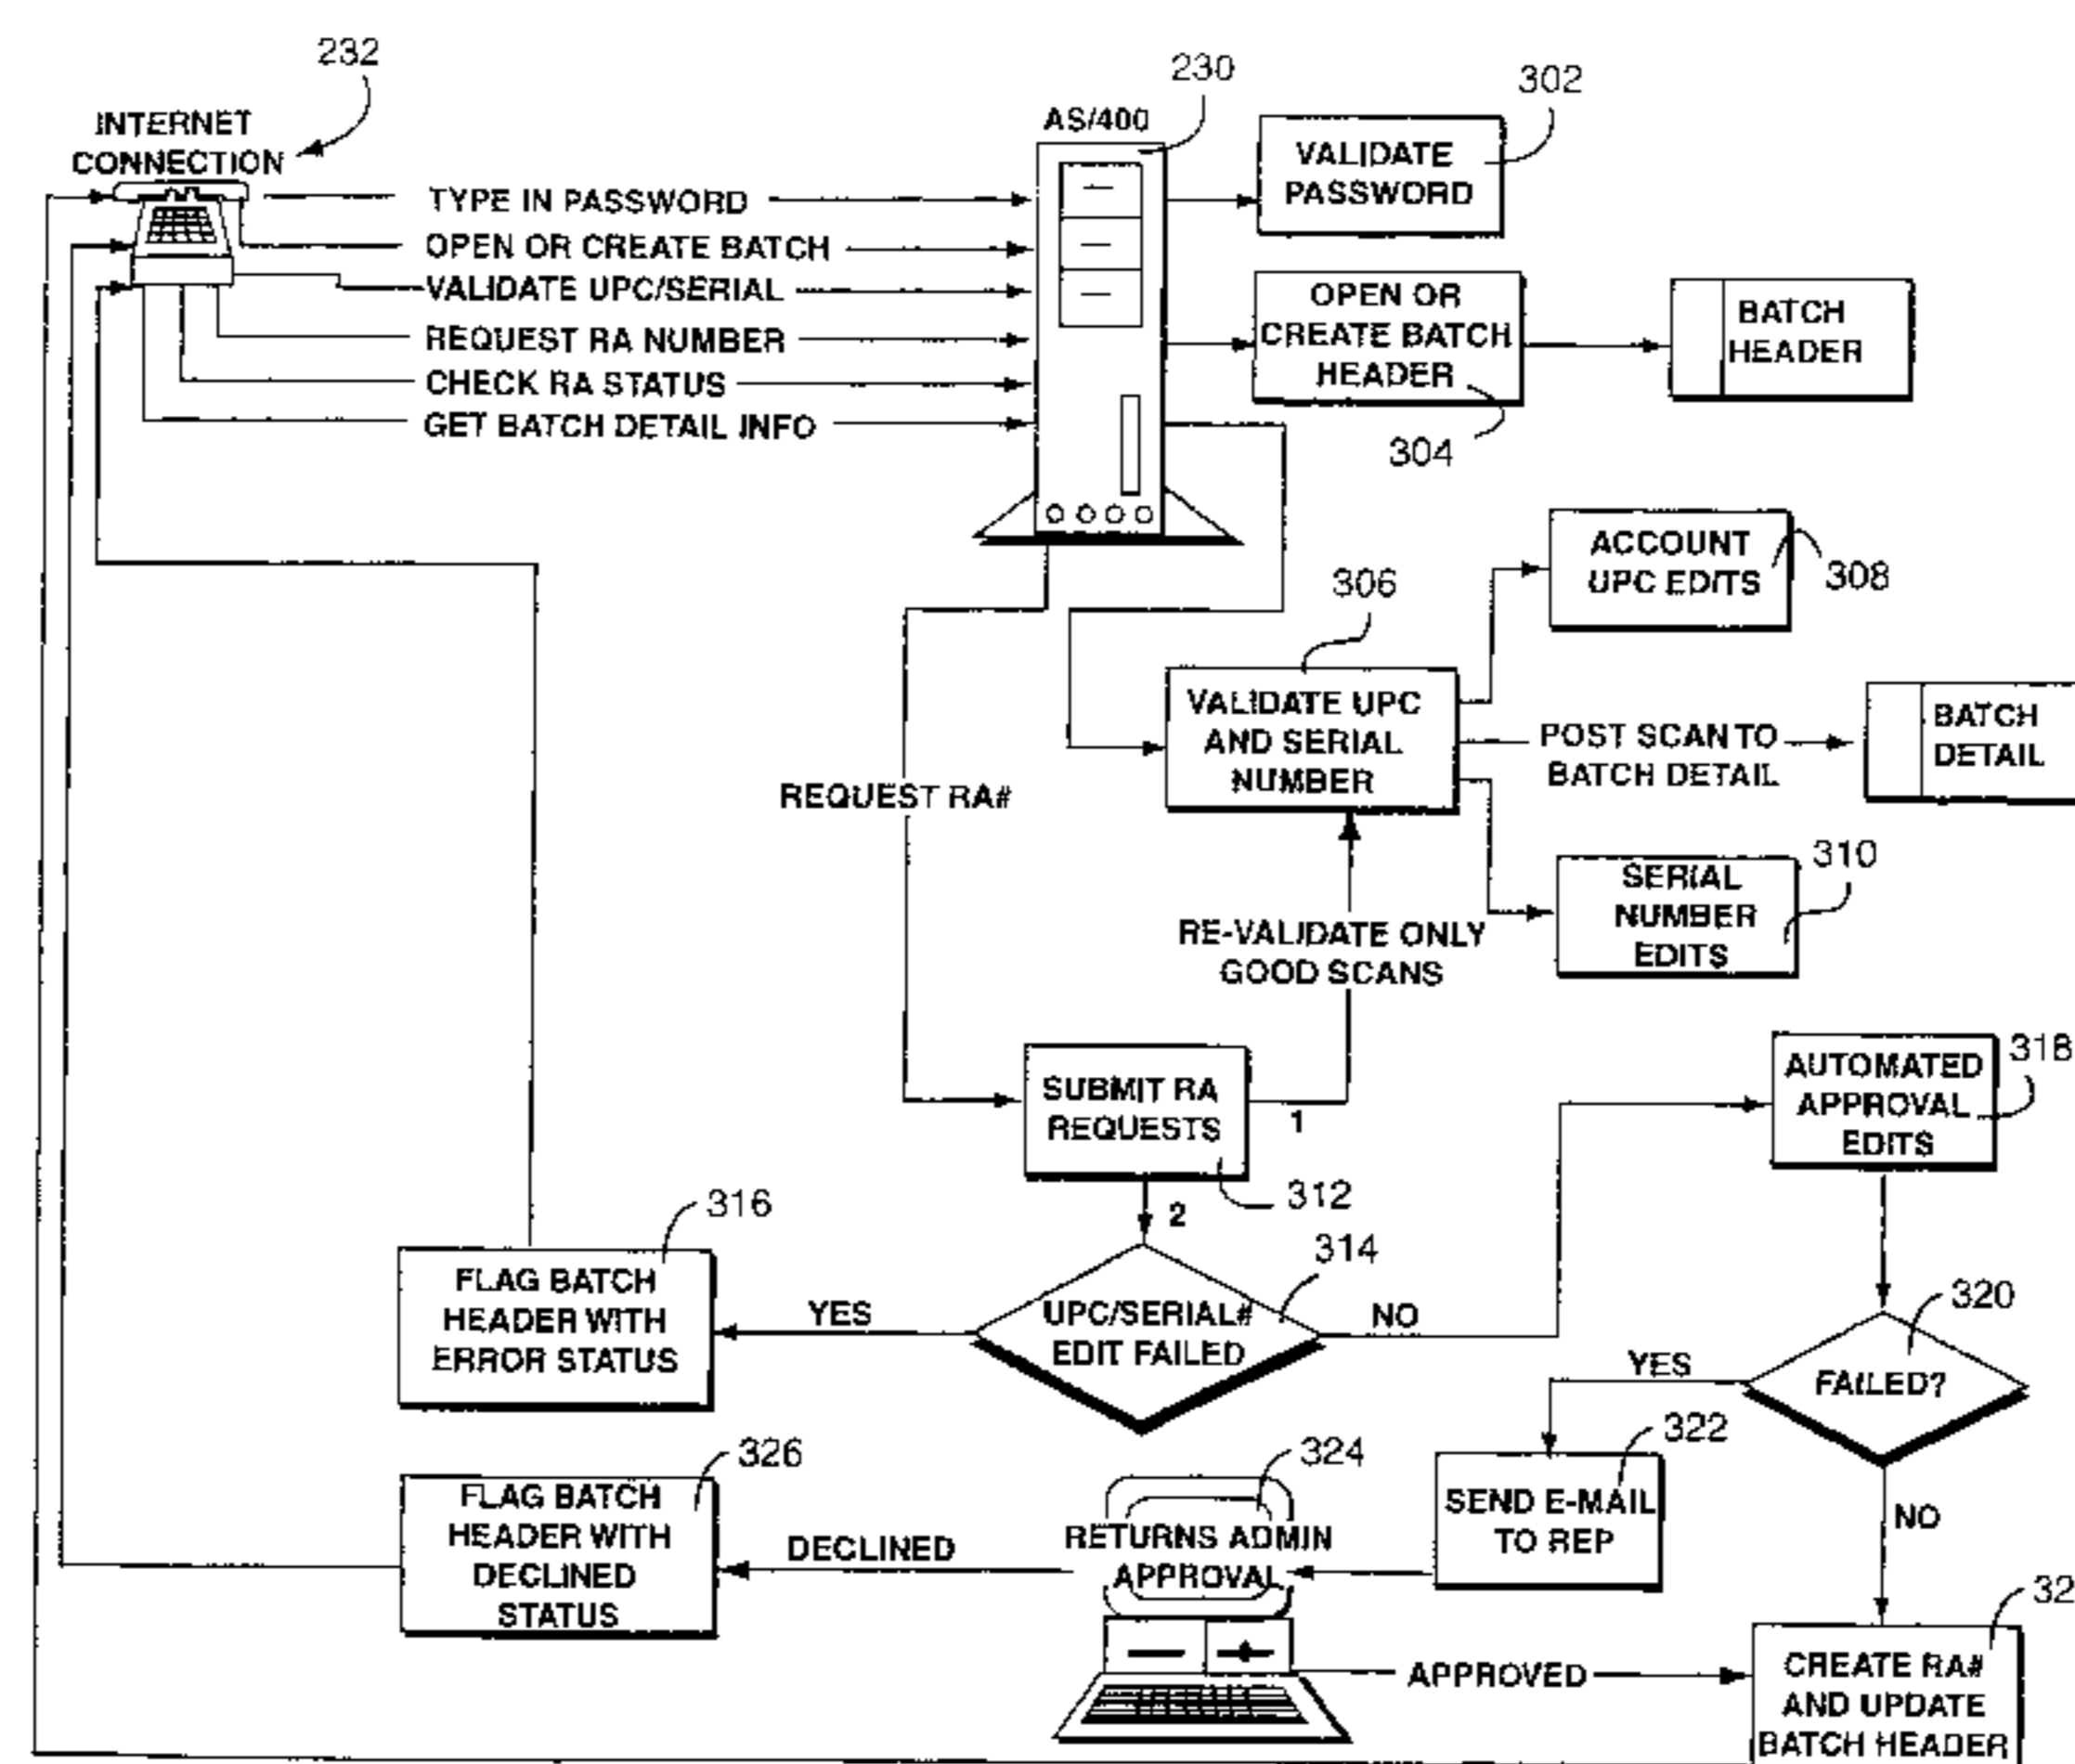 232
INTERNET
CONNECTION
230
AS/400
302
VALIDATE
PASSWORD
TYPE IN PASSWORD
OPEN OR CREATE BATCH
VALIDATE UPC/SERIAL
REQUEST RA NUMBER
CHECK RA STATUS
GET BATCH DETAIL INFO
OPEN OR
CREATE BATCH
HEADER
304
BATCH
HEADER
ACCOUNT
UPC EDITS
308
306
VALIDATE UPC
AND SERIAL
NUMBER
POST SCAN TO
BATCH DETAIL
BATCH
DETAIL
REQUEST RA#
SERIAL
NUMBER
EDITS
310
RE-VALIDATE ONLY
GOOD SCANS
SUBMIT RA
REQUESTS
1
312
2
AUTOMATED
APPROVAL
EDITS
318
316
FLAG BATCH
HEADER WITH
ERROR STATUS
YES
314
UPC/SERIAL#
EDIT FAILED
NO
320
FAILED?
YES
NO
322
SEND E-MAIL
TO REP
324
RETURNS ADMIN
APPROVAL
DECLINED
326
FLAG BATCH
HEADER WITH
DECLINED
STATUS
APPROVED
32
CREATE RA#
AND UPDATE
BATCH HEADER